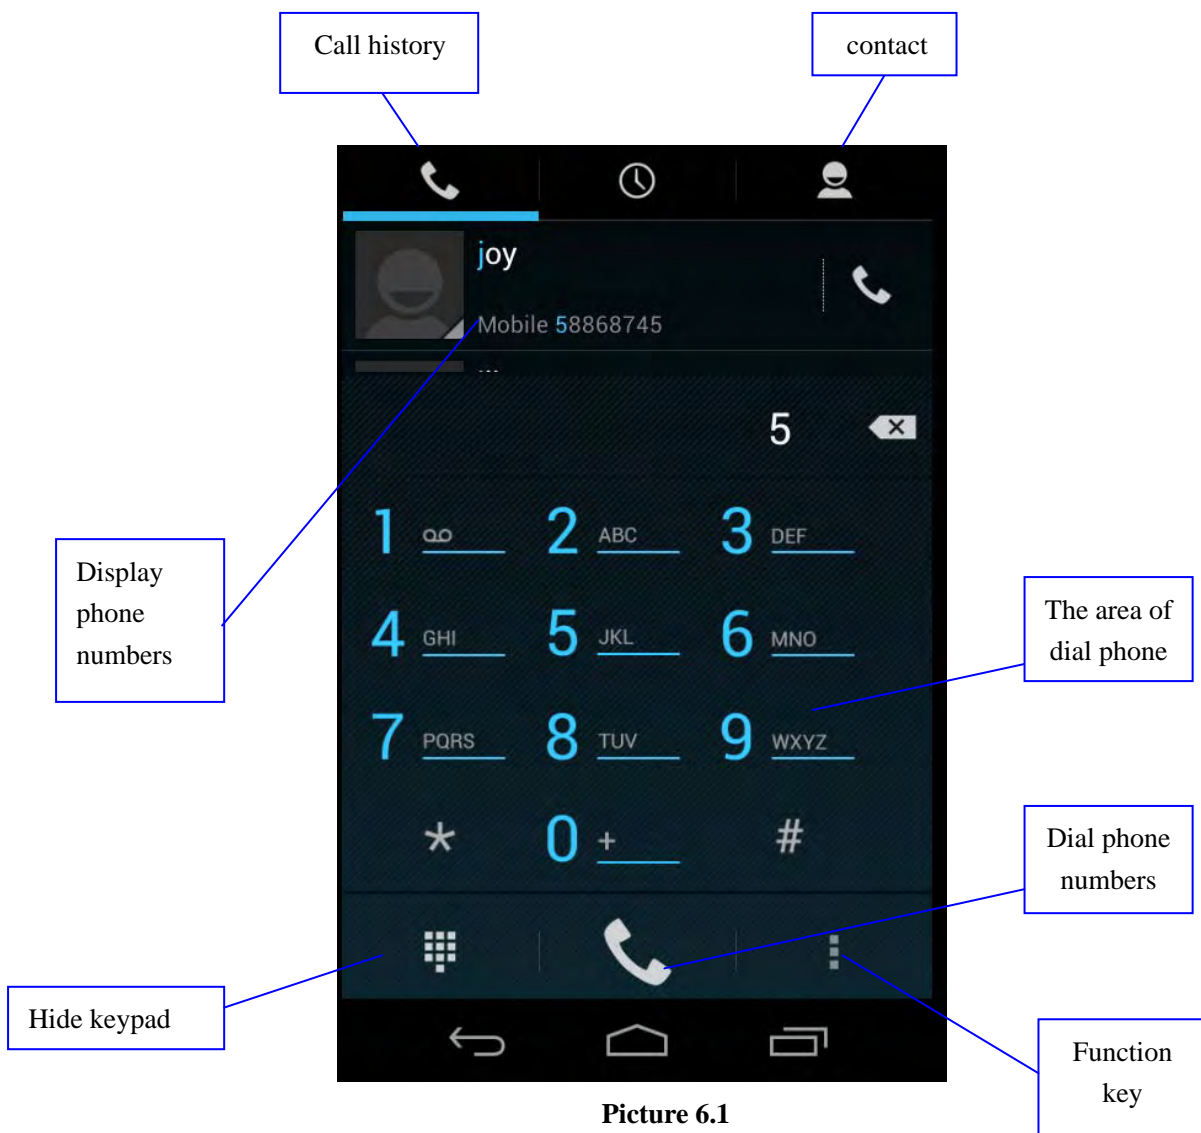 Call history
contact
joy
Mobile 58868745
5
1
2 ABC
3 DEF
Display
phone
numbers
4 GHI
5 JKL
6 MNO
The area of
dial phone
7 PQRS
8 TUV
9 WXYZ
*
0 +
#
Dial phone
numbers
Hide keypad
Function
key
Picture 6.1